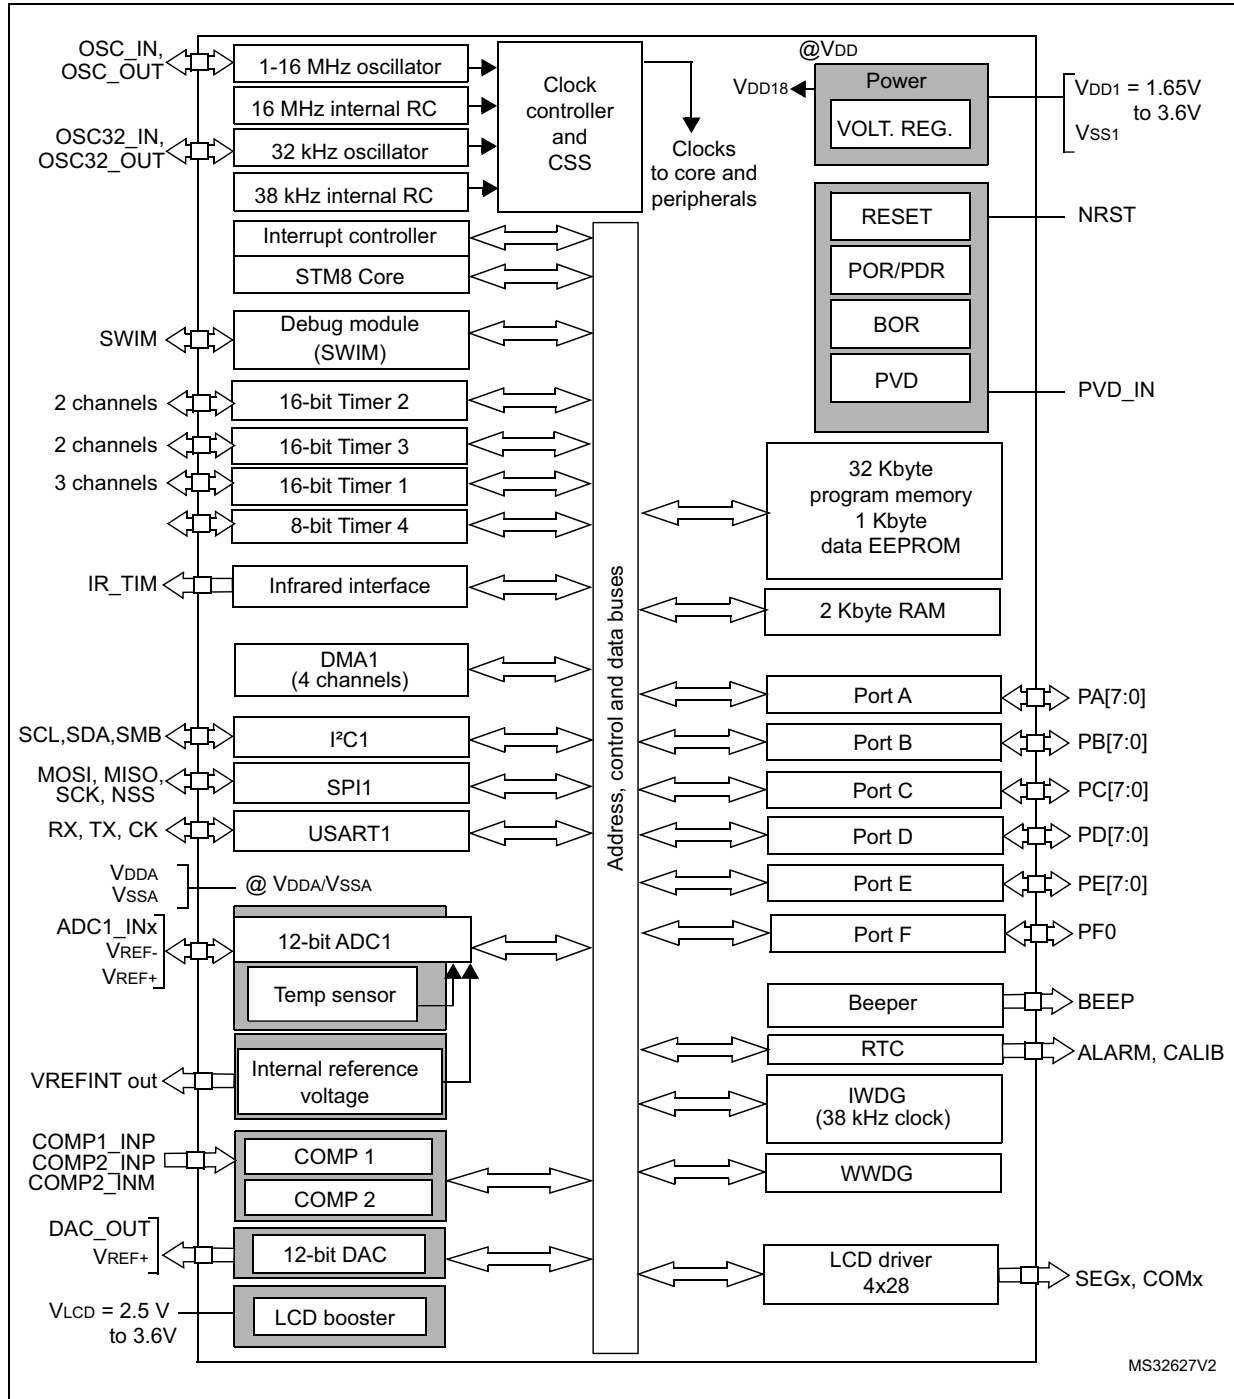 OSC_IN,
OSC_OUT
1-16 MHz oscillator
16 MHz internal RC
OSC32_IN,
OSC32_OUT
32 kHz oscillator
38 kHz internal RC
Clock
controller
and
CSS
Clocks
to core and
peripherals
@VDD
VDD18
Power
VOLT. REG.
VDD1 = 1.65V
to 3.6V
VSS1
RESET
POR/PDR
BOR
PVD
NRST
PVD_IN
Interrupt controller
STM8 Core
SWIM
Debug module
(SWIM)
2 channels
16-bit Timer 2
2 channels
16-bit Timer 3
3 channels
16-bit Timer 1
8-bit Timer 4
IR_TIM
Infrared interface
DMA1
(4 channels)
SCL,SDA,SMB
I²C1
MOSI, MISO,
SCK, NSS
SPI1
RX, TX, CK
USART1
VDDA
VSSA
@ VDDA/VSSA
ADC1_INx
VREF-
VREF+
12-bit ADC1
Temp sensor
VREFINT out
Internal reference
voltage
COMP1_INP
COMP2_INP
COMP2_INM
COMP 1
COMP 2
DAC_OUT
VREF+
12-bit DAC
VLCD = 2.5 V
to 3.6V
LCD booster
Address, control and data buses
32 Kbyte
program memory
1 Kbyte
data EEPROM
2 Kbyte RAM
Port A
PA[7:0]
Port B
PB[7:0]
Port C
PC[7:0]
Port D
PD[7:0]
Port E
PE[7:0]
Port F
PF0
Beeper
BEEP
RTC
ALARM, CALIB
IWDG
(38 kHz clock)
WWDG
LCD driver
4x28
SEGx, COMx
MS32627V2